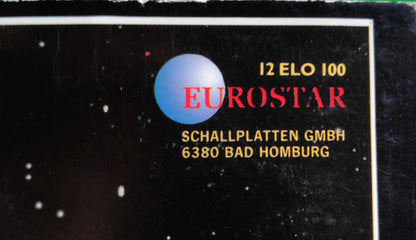 12 ELO 100
EUROSTAR
SCHALLPLATTEN GMBH
6380 BAD HOMBURG